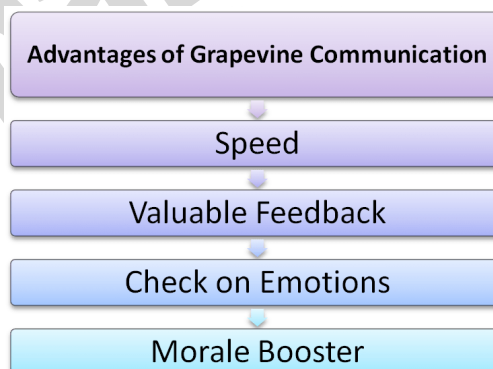 Advantages of Grapevine Communication
Speed
Valuable Feedback
Check on Emotions
Morale Booster